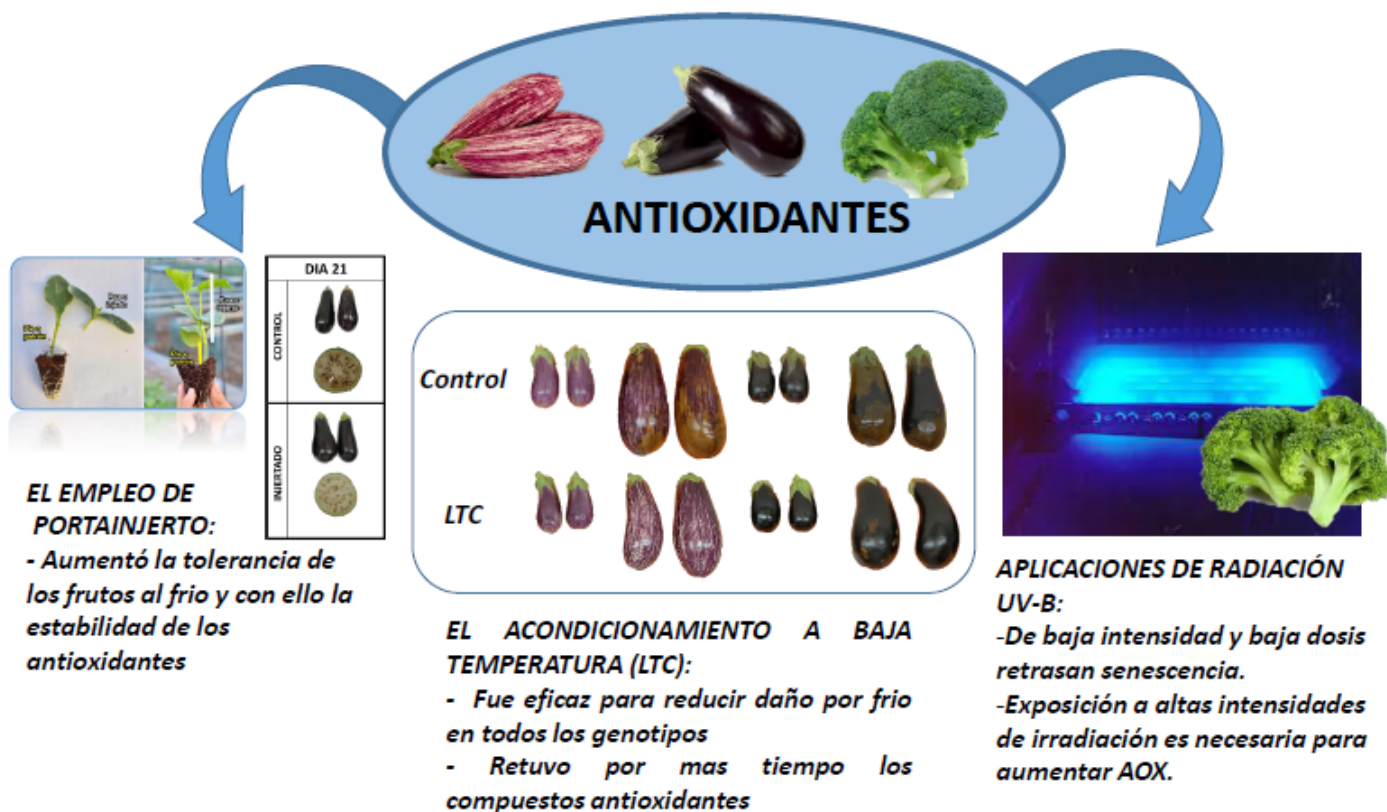 ANTIOXIDANTES
DIA 21
CONTROL
INJERTADO
EL EMPLEO DE
PORTAINJERTO:
- Aumentó la tolerancia de
los frutos al frio y con ello la
estabilidad de los
antioxidantes
Control
LTC
EL ACONDICIONAMIENTO A BAJA
TEMPERATURA (LTC):
- Fue eficaz para reducir daño por frio
en todos los genotipos
- Retuvo por mas tiempo los
compuestos antioxidantes
APLICACIONES DE RADIACIÓN
UV-B:
-De baja intensidad y baja dosis
retrasan senescencia.
-Exposición a altas intensidades
de irradiación es necesaria para
aumentar AOX.